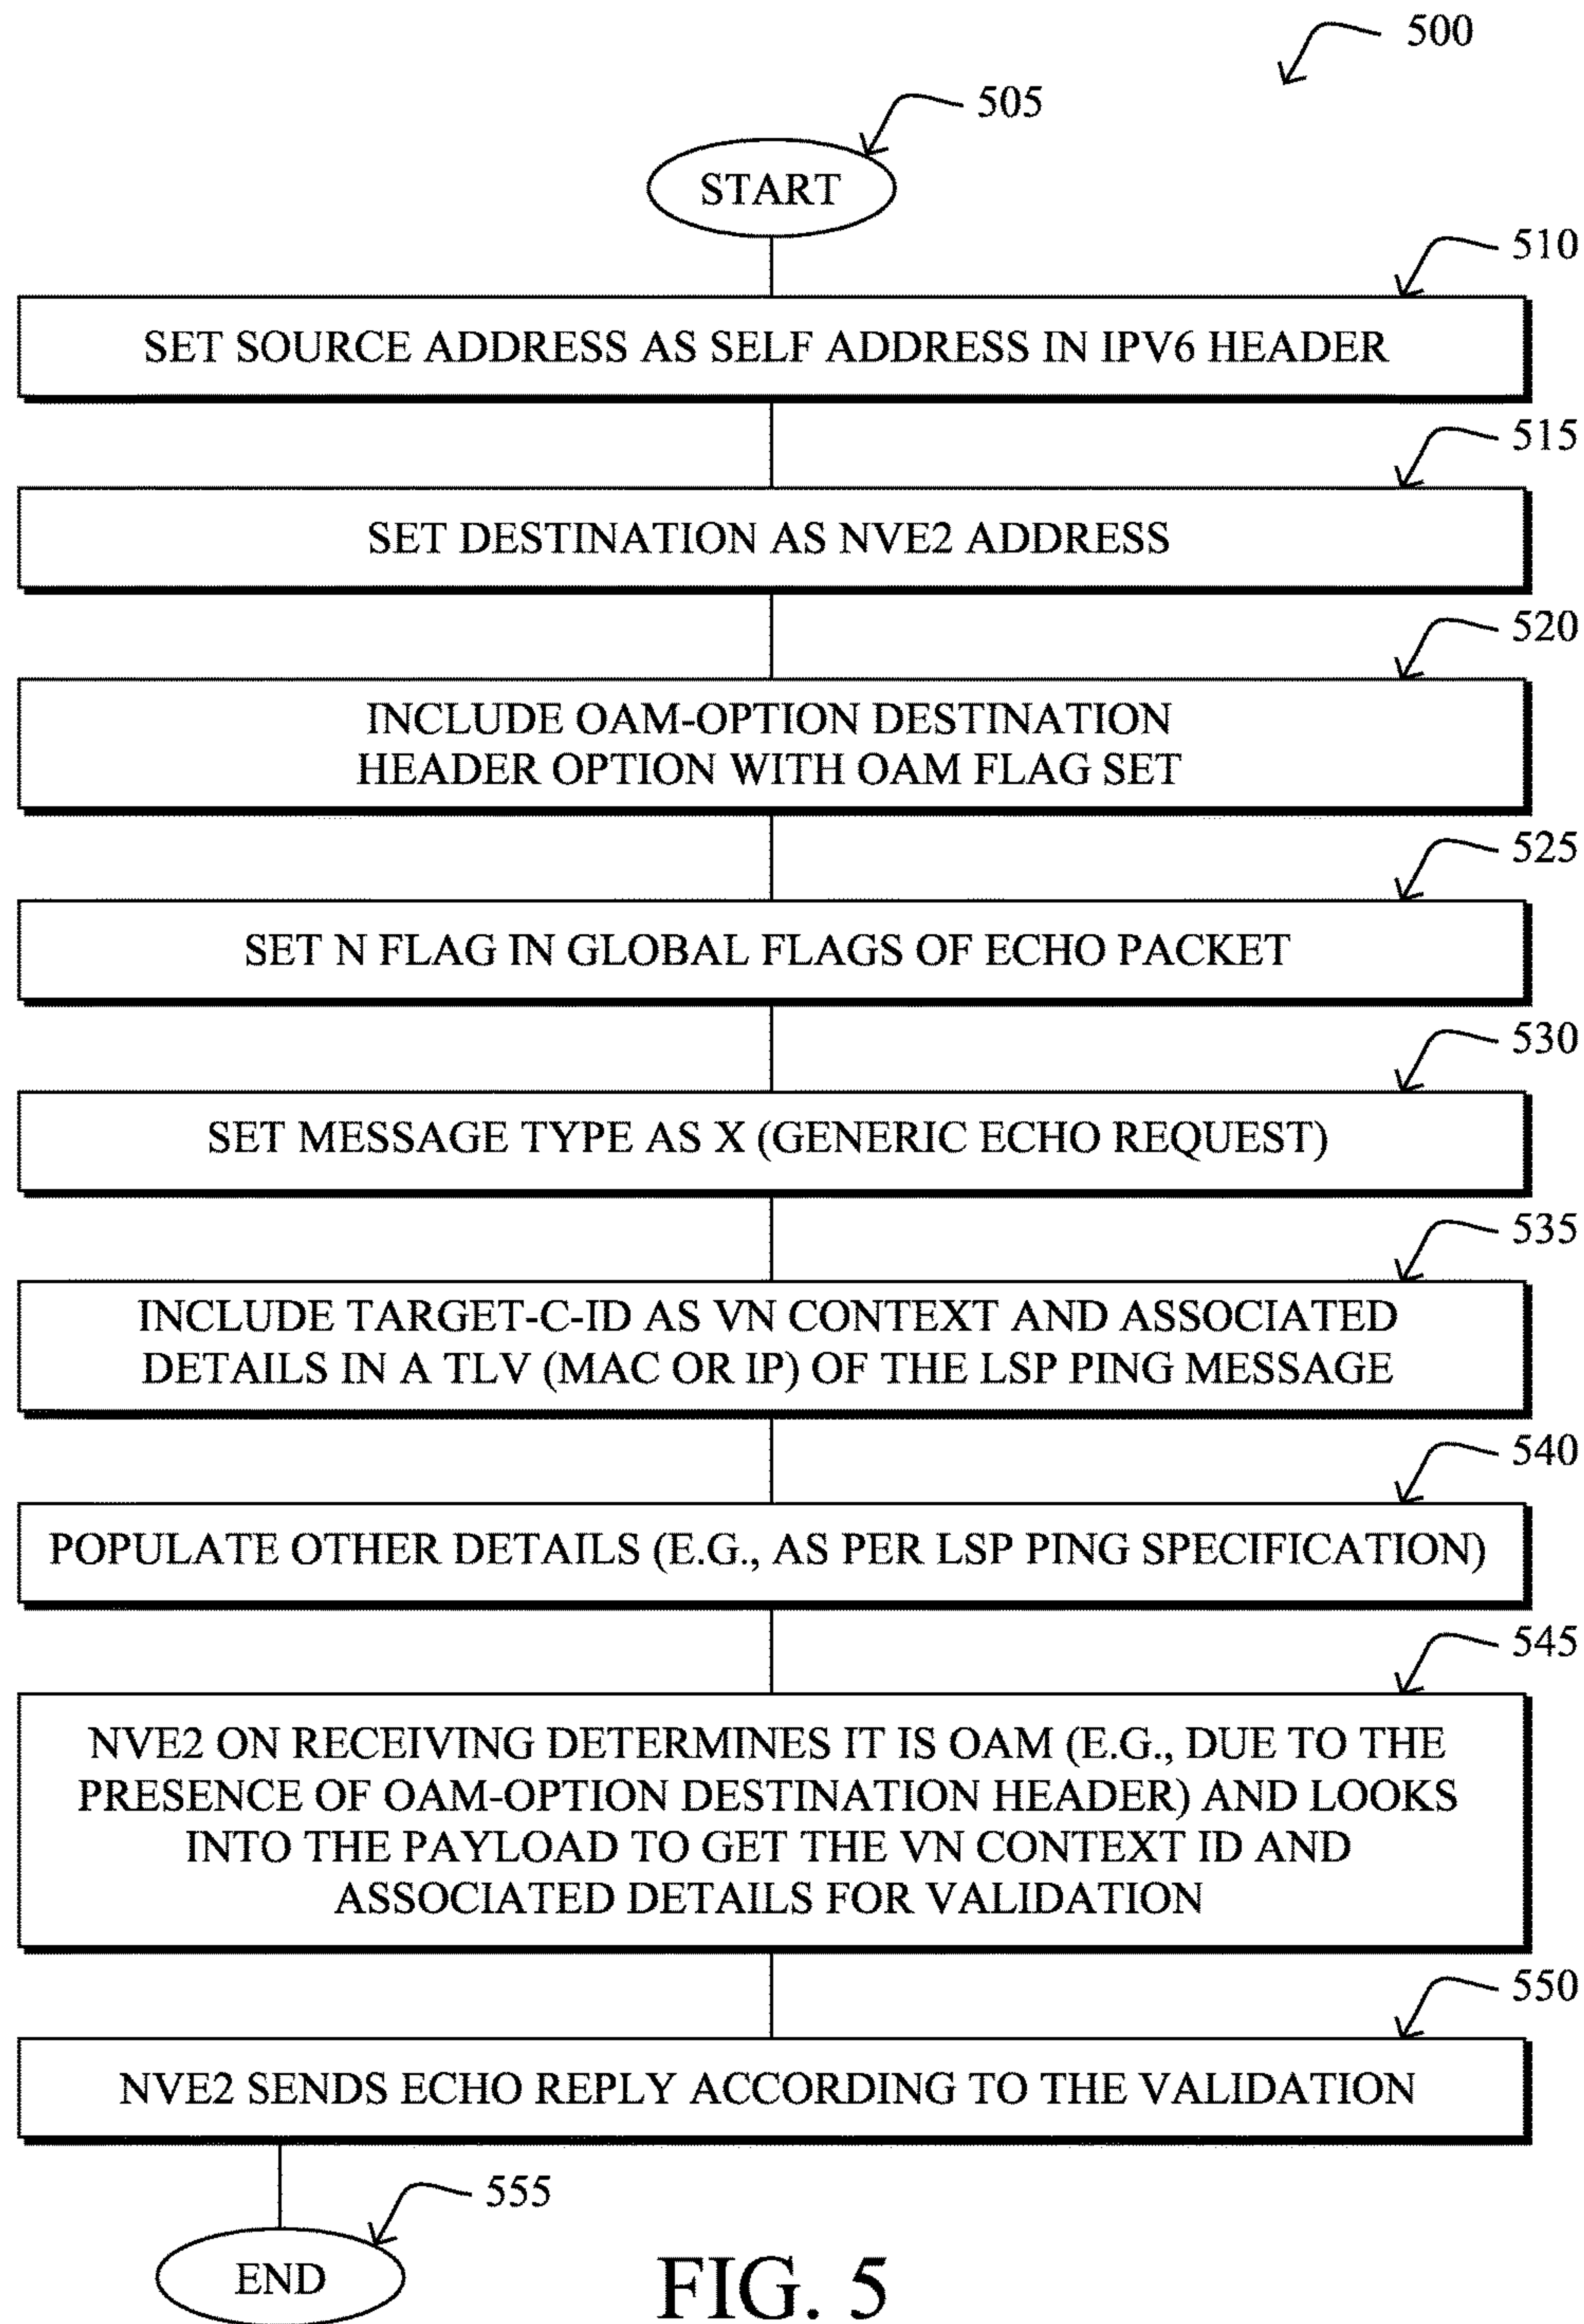 500
505
START
510
SET SOURCE ADDRESS AS SELF ADDRESS IN IPV6 HEADER
515
SET DESTINATION AS NVE2 ADDRESS
520
INCLUDE OAM-OPTION DESTINATION
HEADER OPTION WITH OAM FLAG SET
525
SET N FLAG IN GLOBAL FLAGS OF ECHO PACKET
530
SET MESSAGE TYPE AS X (GENERIC ECHO REQUEST)
535
INCLUDE TARGET-C-ID AS VN CONTEXT AND ASSOCIATED
DETAILS IN A TLV (MAC OR IP) OF THE LSP PING MESSAGE
540
POPULATE OTHER DETAILS (E.G., AS PER LSP PING SPECIFICATION)
545
NVE2 ON RECEIVING DETERMINES IT IS OAM (E.G., DUE TO THE
PRESENCE OF OAM-OPTION DESTINATION HEADER) AND LOOKS
INTO THE PAYLOAD TO GET THE VN CONTEXT ID AND
ASSOCIATED DETAILS FOR VALIDATION
550
NVE2 SENDS ECHO REPLY ACCORDING TO THE VALIDATION
555
END
FIG. 5